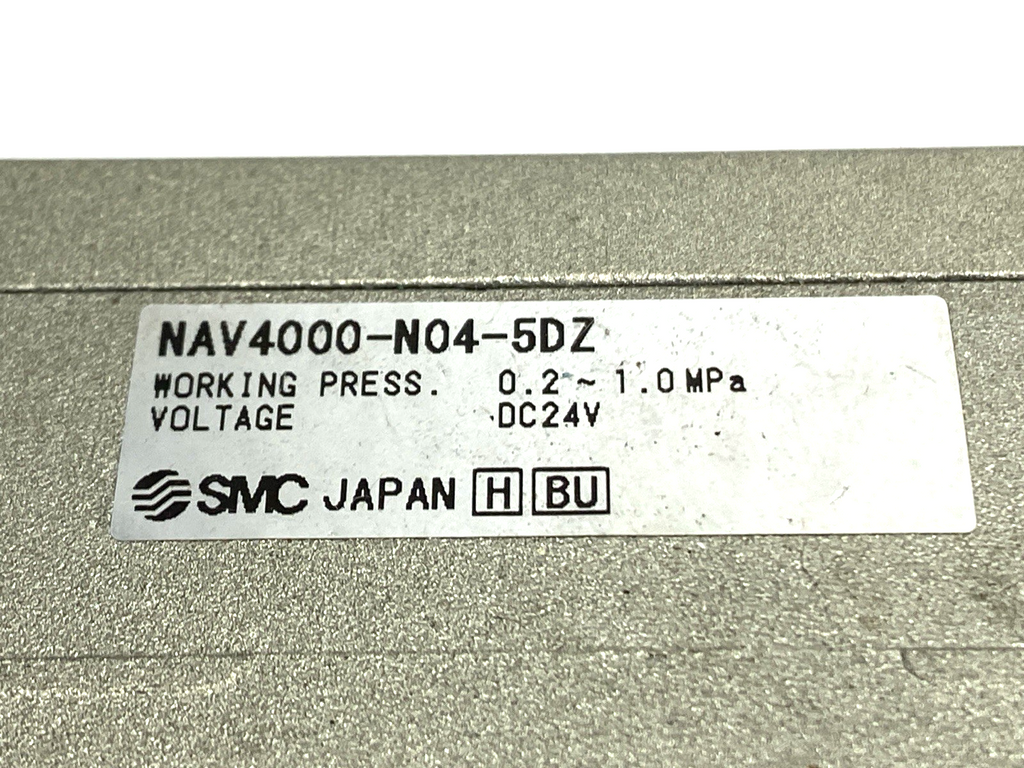 NAV4000-N04-5DZ
WORKING PRESS. 0.2 ~ 1.0 MPa
VOLTAGE DC24V
SMC JAPAN H BU